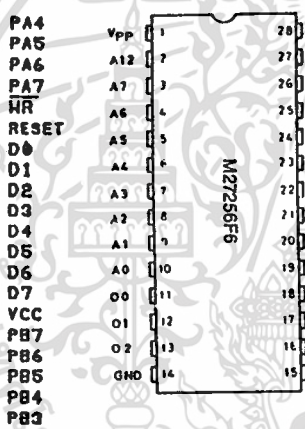 PA4
PA5
PA6
PA7
WR
RESET
D0
D1
D2
D3
D4
D5
D6
D7
VCC
PB7
PB6
PB5
PB4
PB3
VPP 1 28
A12 2 27
A7 3 26
A6 4 25
A5 5 24
A4 6 23
A3 7 22
A2 8 21
A1 9 20
A0 10 19
O0 11 18
O1 12 17
O2 13 16
GND 14 15
M27256F6